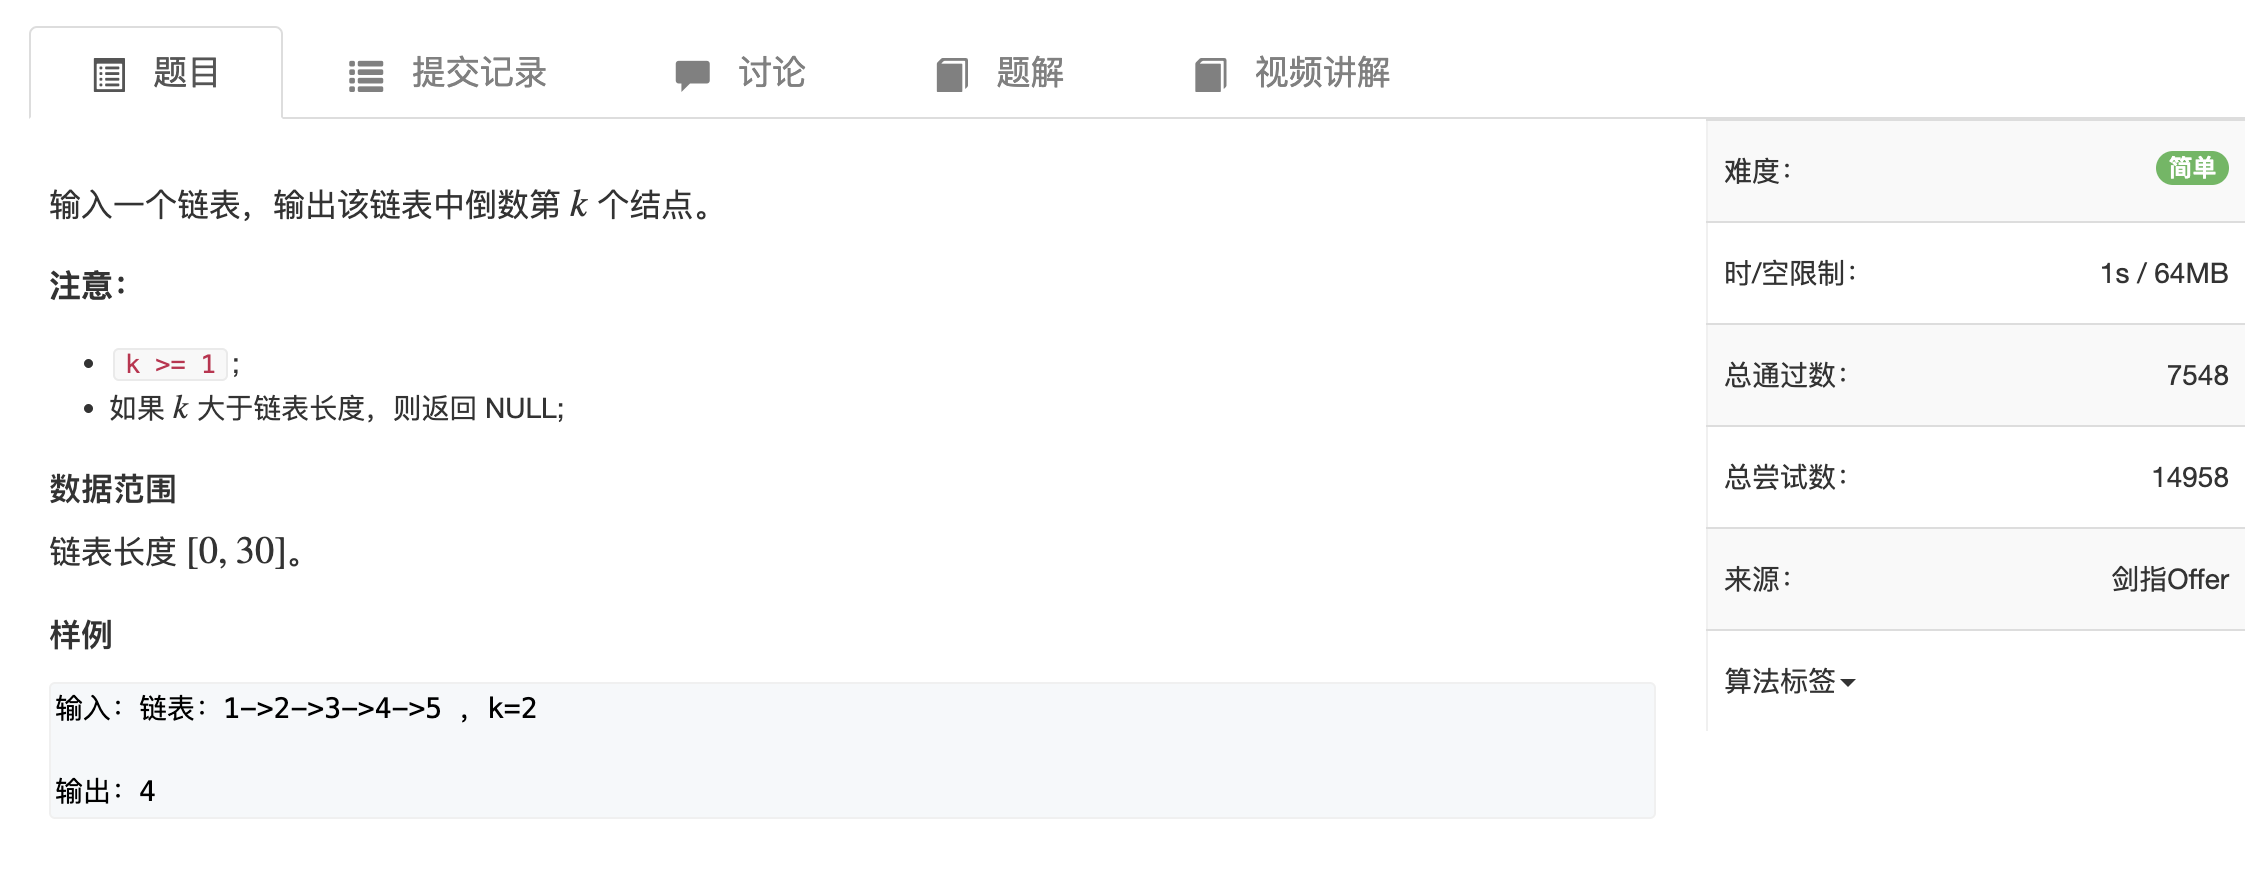 题目 提交记录 讨论 题解 视频讲解
输入一个链表，输出该链表中倒数第 k 个结点。
注意：
k >= 1 ;
如果 k 大于链表长度，则返回 NULL;
数据范围
链表长度 [0, 30]。
样例
输入：链表：1->2->3->4->5 ，k=2
输出：4
难度： 简单
时/空限制： 1s / 64MB
总通过数： 7548
总尝试数： 14958
来源： 剑指Offer
算法标签